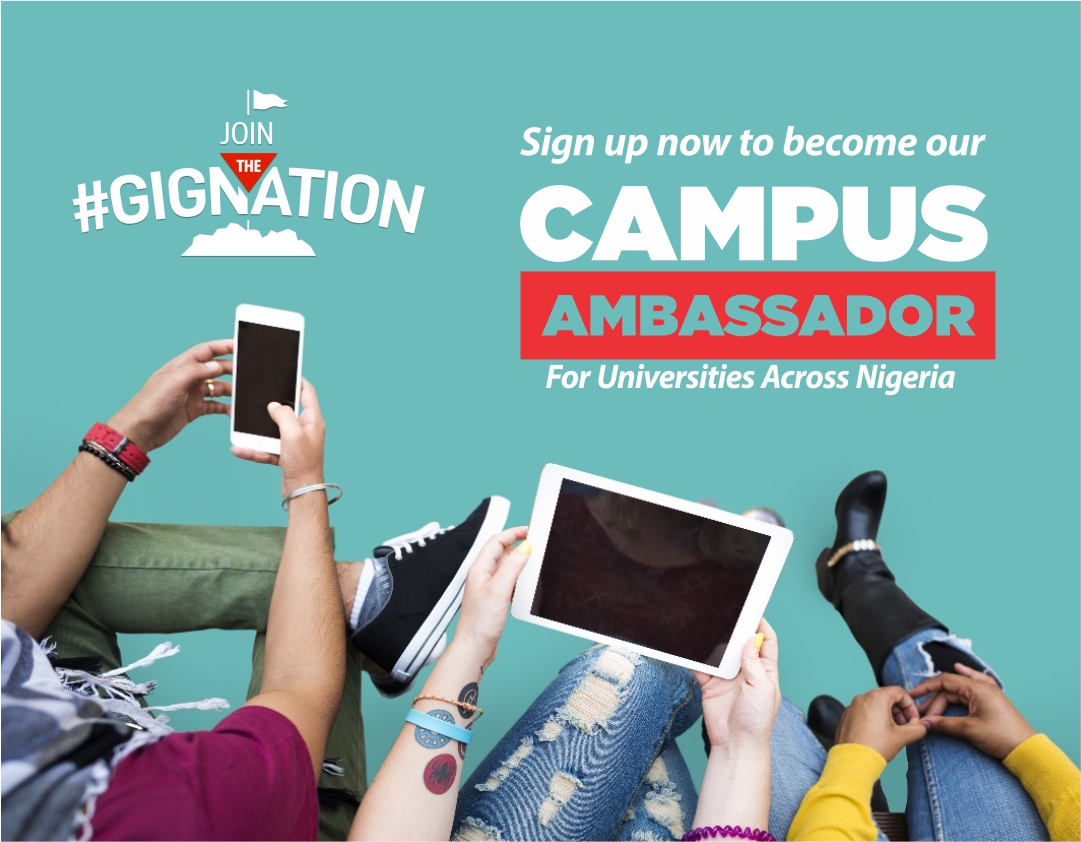 JOIN
THE
#GIGNATION
Sign up now to become our
CAMPUS
AMBASSADOR
For Universities Across Nigeria